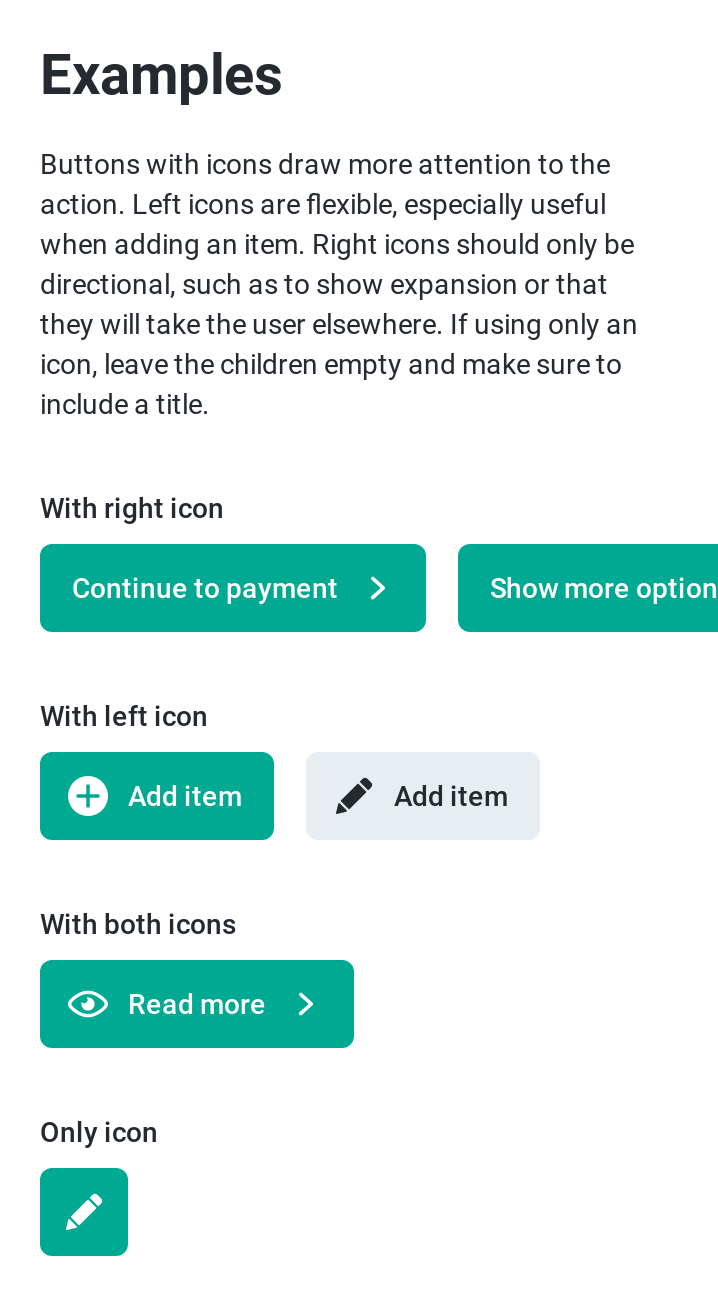 Examples
Buttons with icons draw more attention to the
action. Left icons are flexible, especially useful
when adding an item. Right icons should only be
directional, such as to show expansion or that
they will take the user elsewhere. If using only an
icon, leave the children empty and make sure to
include a title.
With right icon
Continue to payment
Show more option
With left icon
Add item
Add item
With both icons
Read more
Only icon